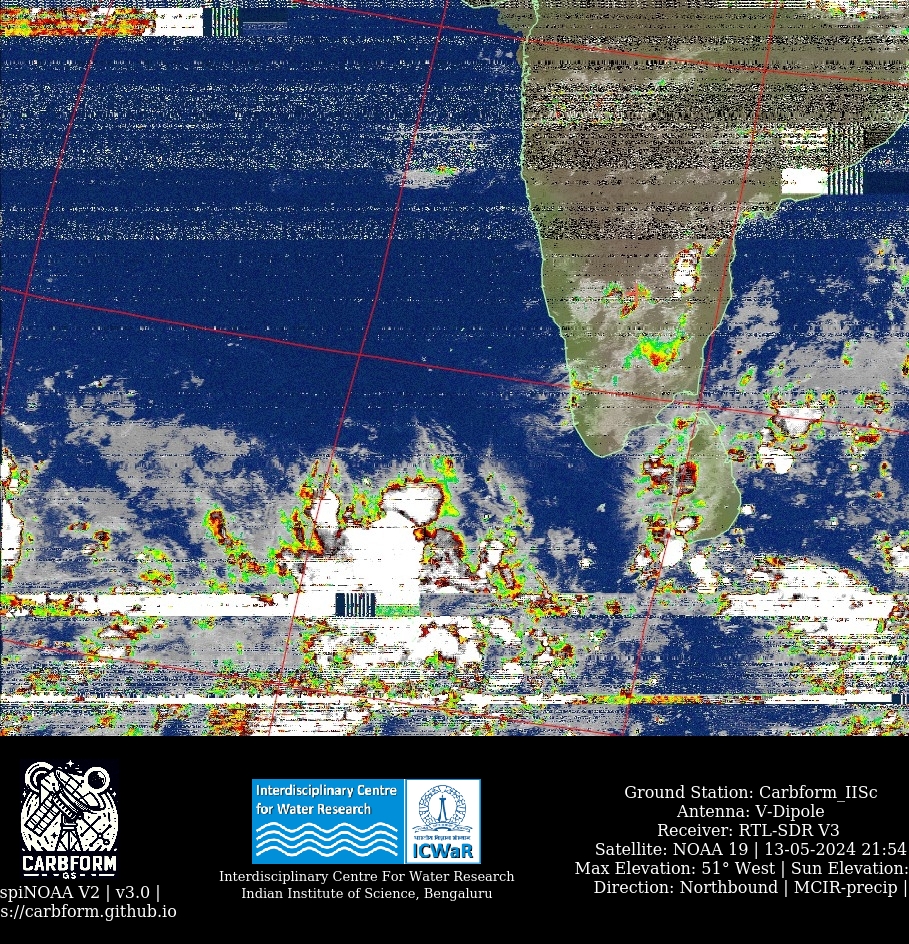 CARBFORM
GS
spiNOAA V2 | v3.0 |
s://carbform.github.io
Interdisciplinary Centre
for Water Research
ICWaR
Interdisciplinary Centre For Water Research
Indian Institute of Science, Bengaluru
Ground Station: Carbform_IISc
Antenna: V-Dipole
Receiver: RTL-SDR V3
Satellite: NOAA 19 | 13-05-2024 21:54
Max Elevation: 51° West | Sun Elevation:
Direction: Northbound | MCIR-precip |